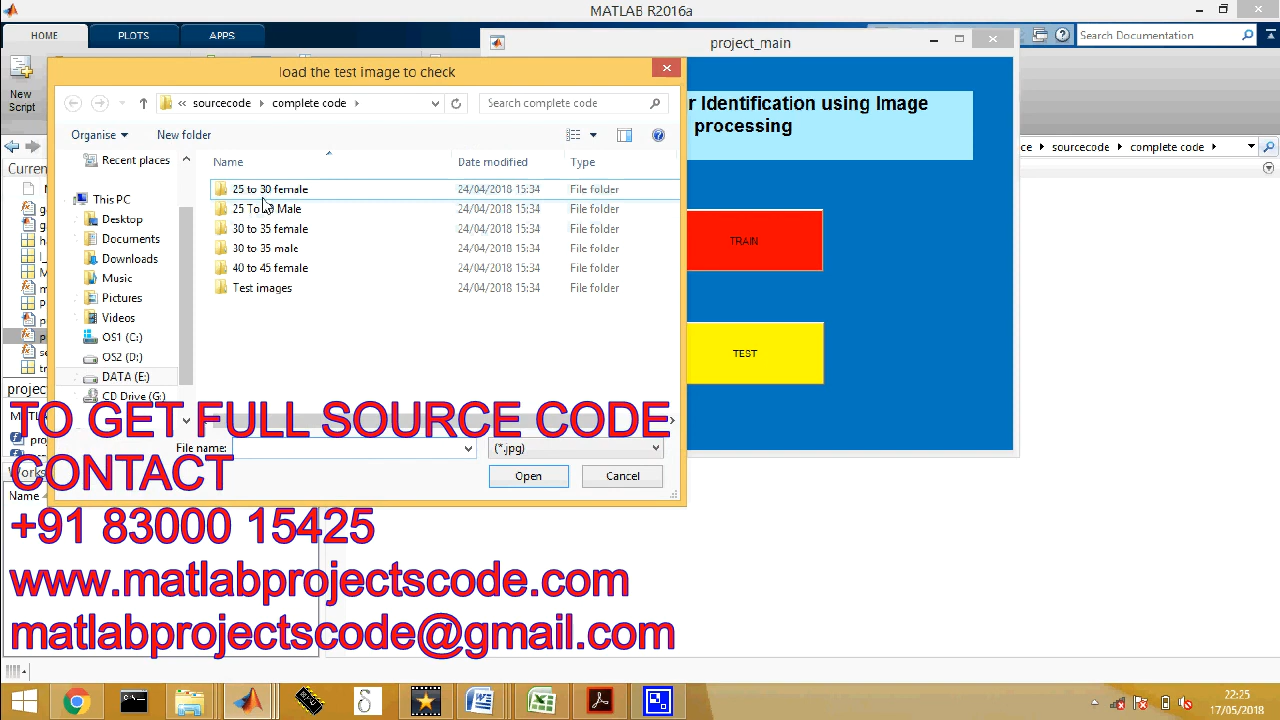 MATLAB R2016a
HOME
PLOTS
APPS
Search Documentation
New
Script
project_main
load the test image to check
sourcecode
complete code
Search complete code
Organise
New folder
Name
Date modified
Type
Recent places
This PC
Desktop
Documents
Downloads
Music
Pictures
Videos
OS1 (C:)
OS2 (D:)
DATA (E:)
CD Drive (G:)
25 to 30 female
24/04/2018 15:34
File folder
25 To Male
24/04/2018 15:34
File folder
30 to 35 female
24/04/2018 15:34
File folder
30 to 35 male
24/04/2018 15:34
File folder
40 to 45 female
24/04/2018 15:34
File folder
Test images
24/04/2018 15:34
File folder
File name:
(*.jpg)
Open
Cancel
r Identification using Image
processing
TRAIN
TEST
sourcecode
complete code
Curren
projec
Works
Name
TO GET FULL SOURCE CODE
CONTACT
+91 83000 15425
www.matlabprojectscode.com
matlabprojectscode@gmail.com
22:25
17/05/2018